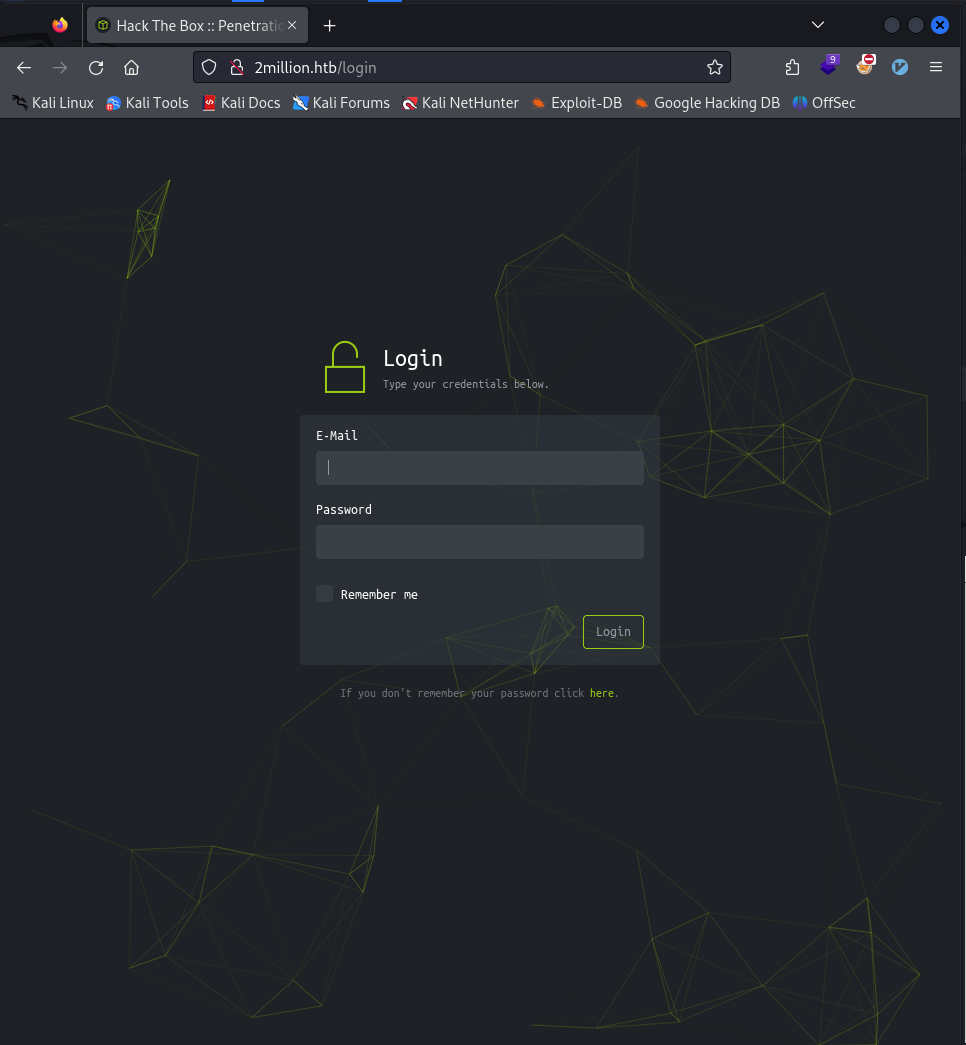 Hack The Box :: Penetratio
2million.htb/login
9
Kali Linux Kali Tools Kali Docs Kali Forums Kali NetHunter Exploit-DB Google Hacking DB OffSec
Login
Type your credentials below.
E-Mail
Password
Remember me
Login
If you don't remember your password click here.